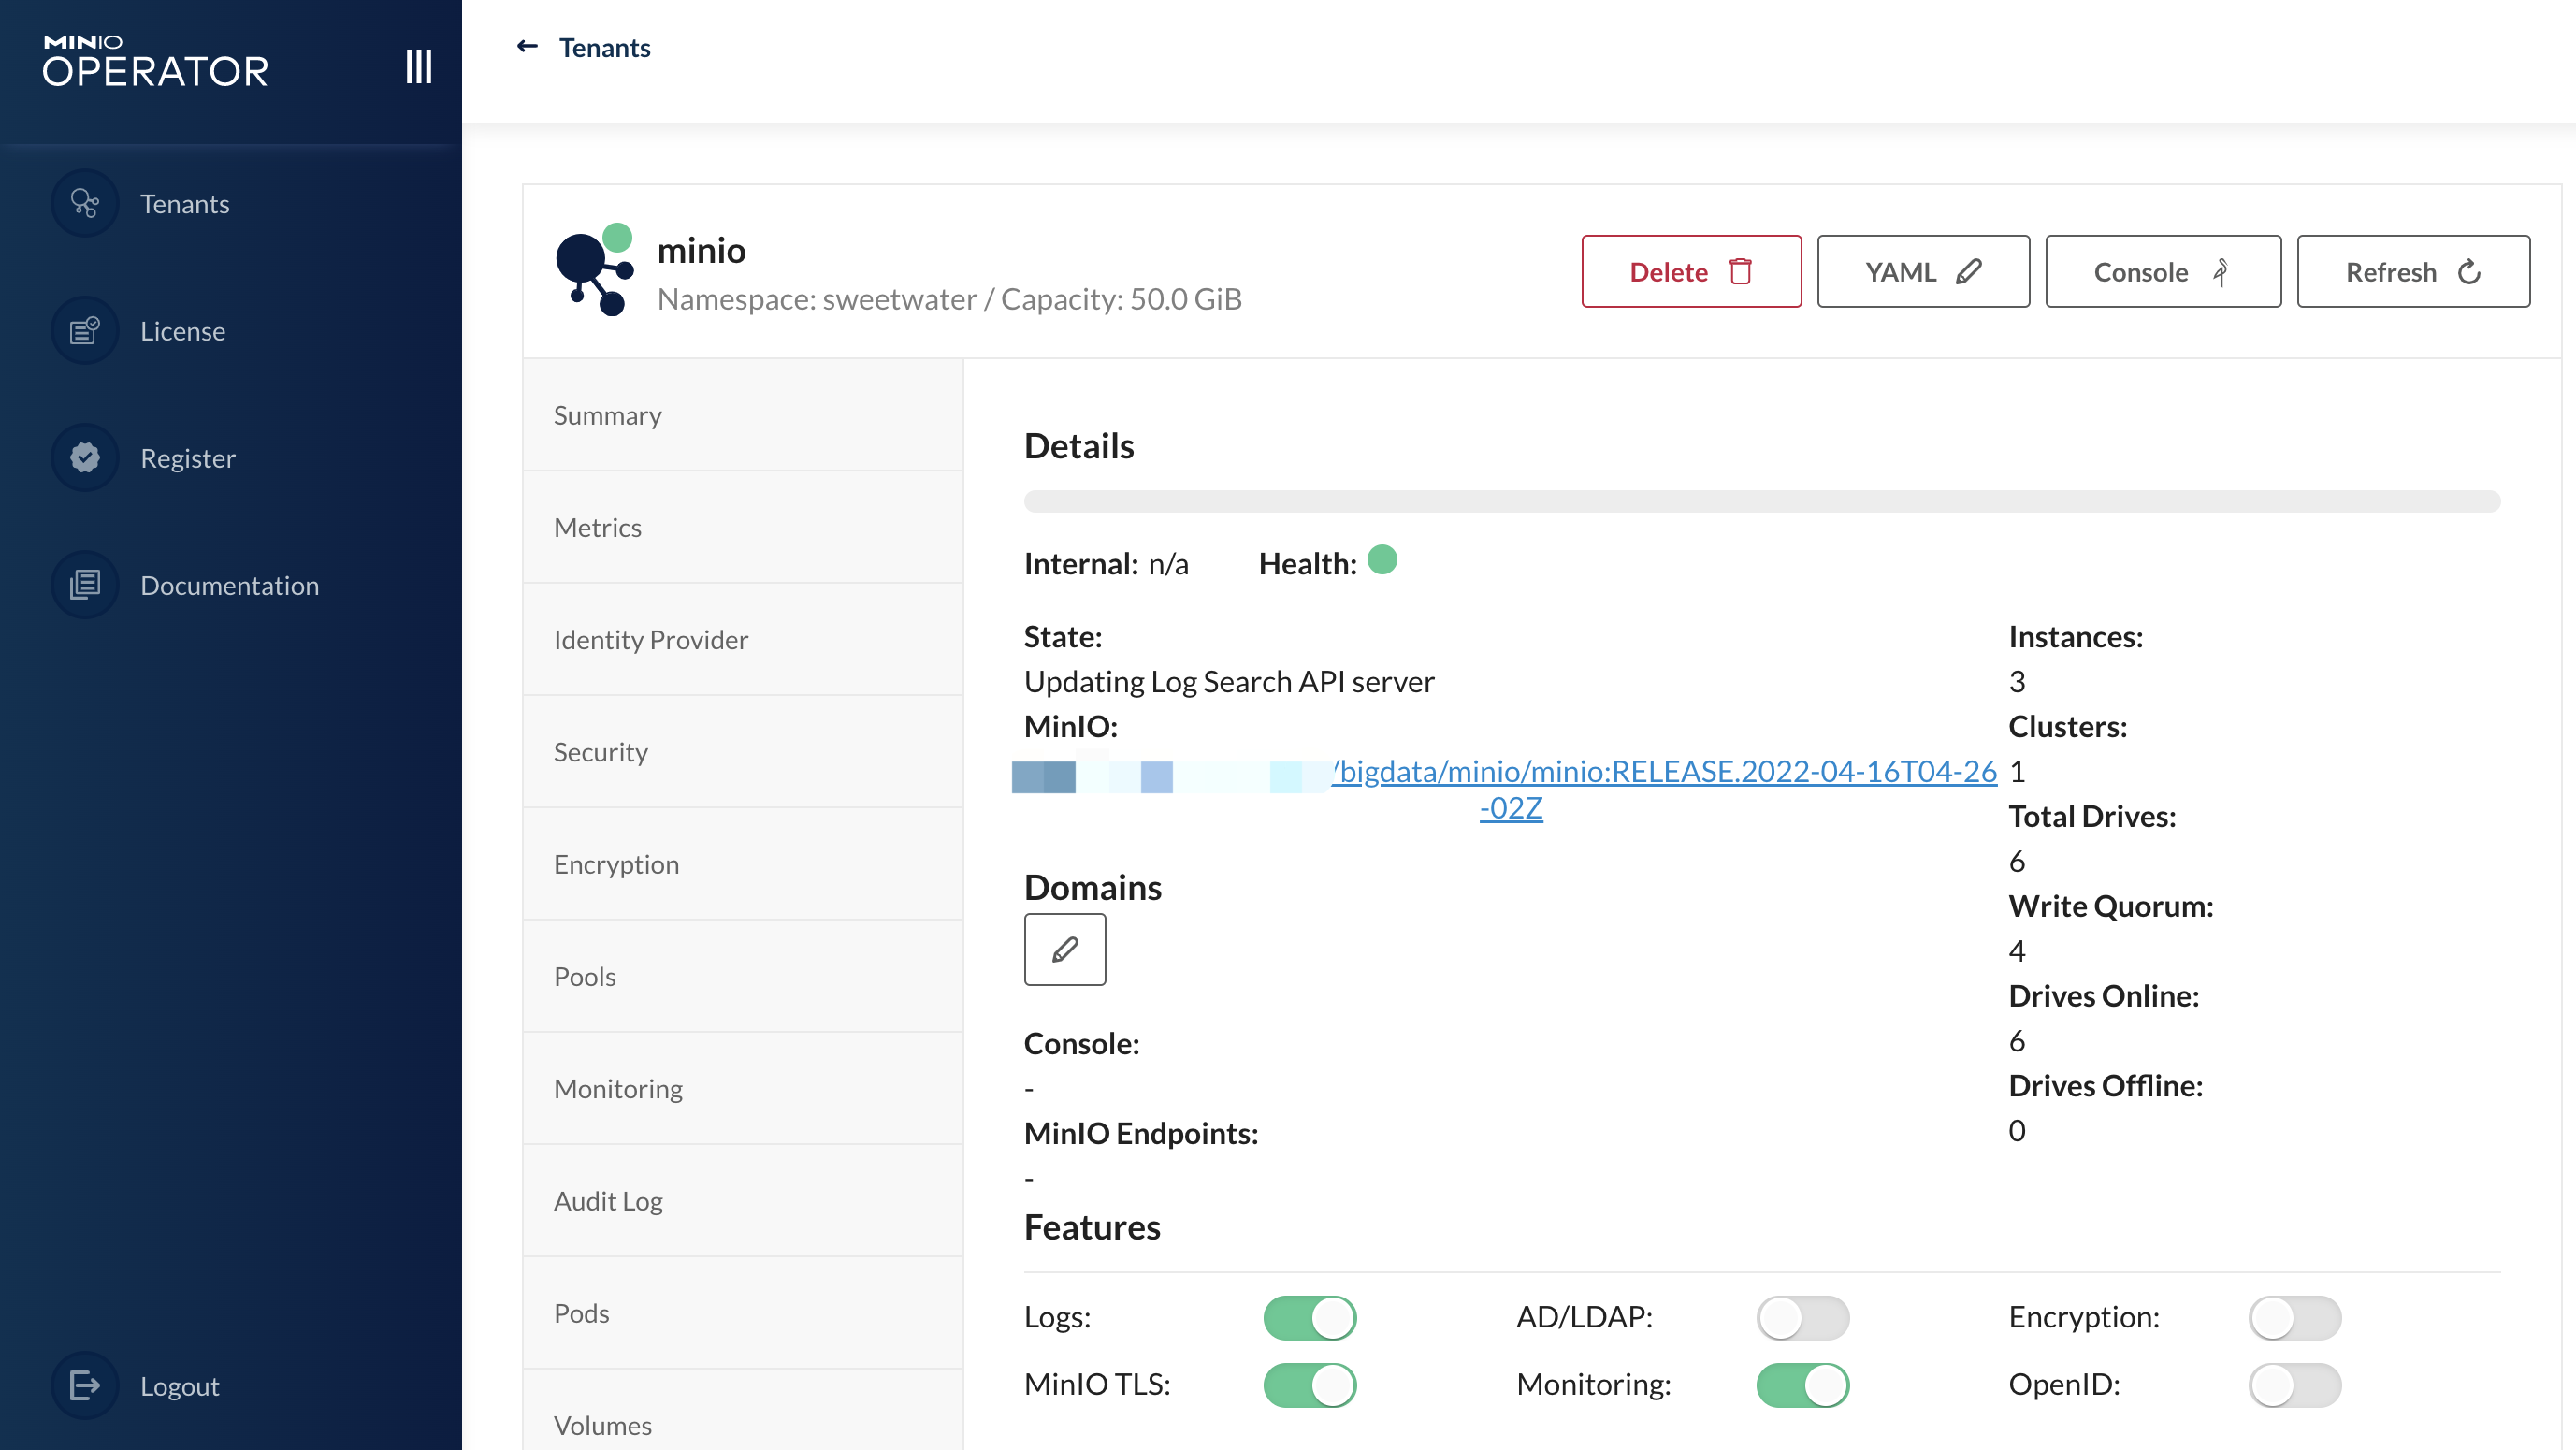 MINIO
OPERATOR
Tenants
License
Register
Documentation
Logout
Tenants
minio
Namespace: sweetwater / Capacity: 50.0 GiB
Delete
YAML
Console
Refresh
Summary
Metrics
Identity Provider
Security
Encryption
Pools
Monitoring
Audit Log
Pods
Volumes
Details
Internal: n/a
Health:
State:
Updating Log Search API server
MinIO:
/bigdata/minio/minio:RELEASE.2022-04-16T04-26
-02Z
Domains
Console:
-
MinIO Endpoints:
-
Instances:
3
Clusters:
1
Total Drives:
6
Write Quorum:
4
Drives Online:
6
Drives Offline:
0
Features
Logs:
AD/LDAP:
Encryption:
MinIO TLS:
Monitoring:
OpenID: